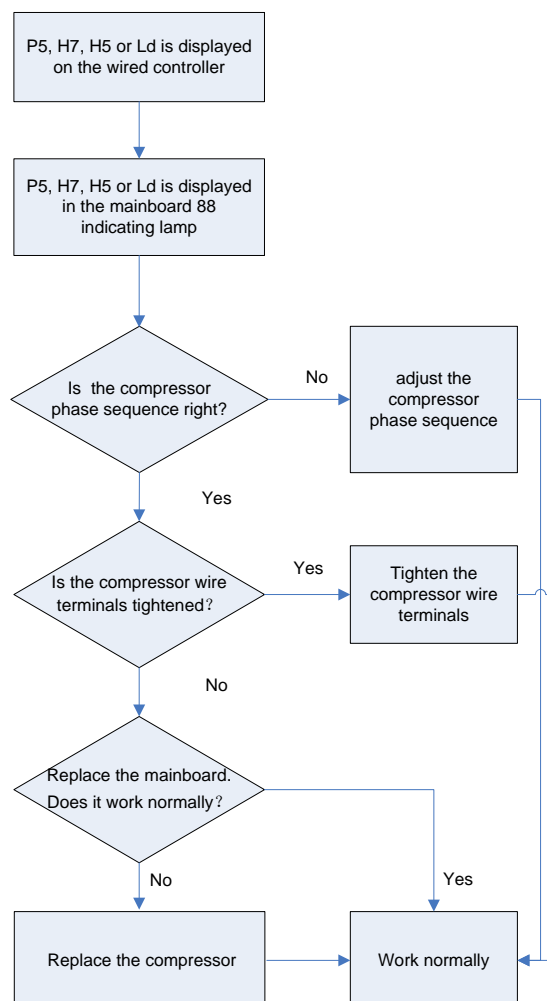 P5, H7, H5 or Ld is displayed
on the wired controller
P5, H7, H5 or Ld is displayed
in the mainboard 88
indicating lamp
Is the compressor
phase sequence right?
No
adjust the
compressor
phase sequence
Yes
Is the compressor wire
terminals tightened?
Yes
Tighten the
compressor wire
terminals
No
Replace the mainboard.
Does it work normally?
No
Yes
Replace the compressor
Work normally